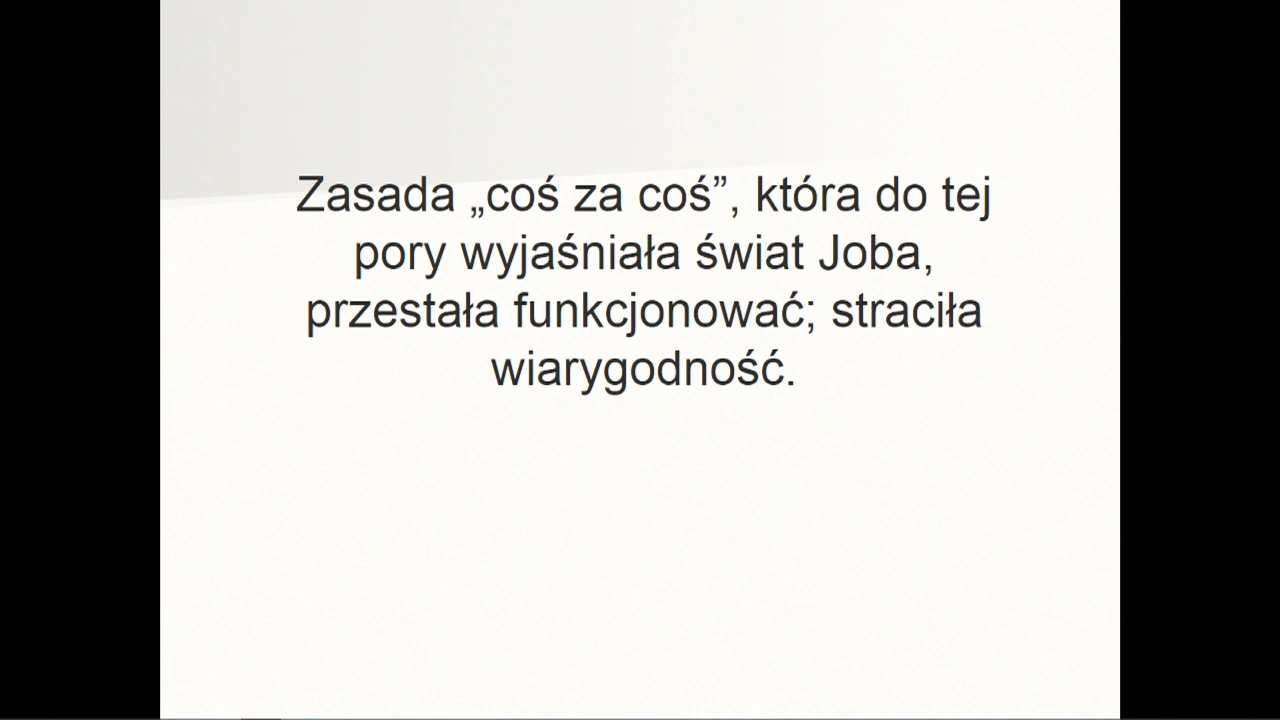 Zasada „coś za coś”, która do tej
pory wyjaśniała świat Joba,
przestała funkcjonować; straciła
wiarygodność.